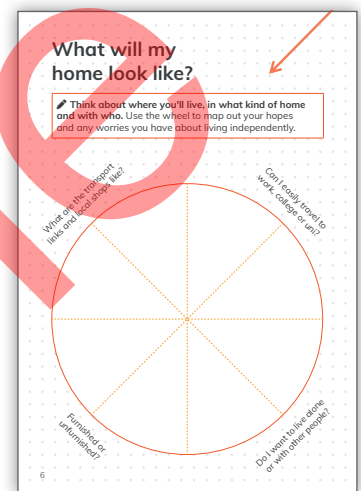 What will my
home look like?
Think about where you'll live, in what kind of home
and with who. Use the wheel to map out your hopes
and any worries you have about living independently.
What are the transport
links and local shops like?
Can I easily travel to
work, college or uni?
Furnished or
unfurnished?
Do I want to live alone
or with other people?
6